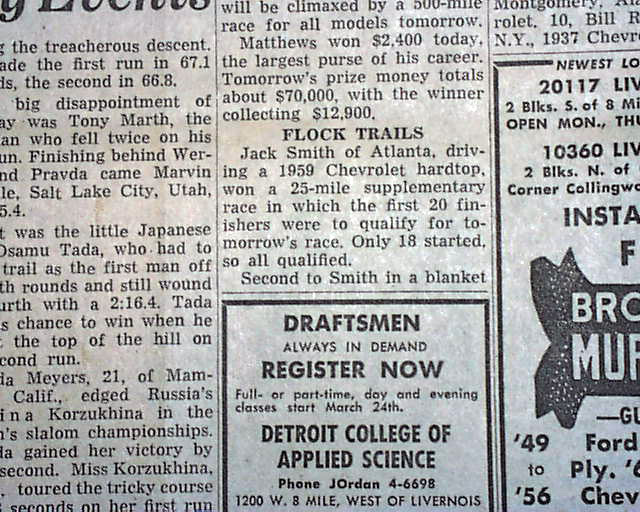 g Events
g the treacherous descent.
ade the first run in 67.1
ds, the second in 66.8.
big disappointment of
ay was Tony Marth, the
an who fell twice on his
un. Finishing behind Wer-
nd Pravda came Marvin
le, Salt Lake City, Utah,
5.4.
t was the little Japanese
Osamu Tada, who had to
trail as the first man off
th rounds and still wound
urth with a 2:16.4. Tada
s chance to win when he
the top of the hill on
cond run.
da Meyers, 21, of Mam-
Calif., edged Russia's
ina Korzukhina in the
n's slalom championships.
da gained her victory by
second. Miss Korzukhina,
, toured the tricky course
seconds on her first run
will be climaxed by a 500-mile
race for all models tomorrow.
Matthews won $2,400 today,
the largest purse of his career.
Tomorrow's prize money totals
about $70,000, with the winner
collecting $12,900.
FLOCK TRAILS
Jack Smith of Atlanta, driv-
ing a 1959 Chevrolet hardtop,
won a 25-mile supplementary
race in which the first 20 fin-
ishers were to qualify for to-
morrow's race. Only 18 started,
so all qualified.
Second to Smith in a blanket
DRAFTSMEN
ALWAYS IN DEMAND
REGISTER NOW
Full- or part-time, day and evening
classes start March 24th.
DETROIT COLLEGE OF
APPLIED SCIENCE
Phone JOrdan 4-6698
1200 W. 8 MILE, WEST OF LIVERNOIS
Montgomery, Al
rolet. 10, Bill R
N.Y., 1937 Chevr
NEWEST LO
20117 LIV
2 Blks. S. of 8 Mi
OPEN MON., THU
10360 LIV
2 Blks. N. of
Corner Collingwo
INSTA
F
BRO
MUF
—GU
'49 Ford
to Ply. '6
'56 Chev